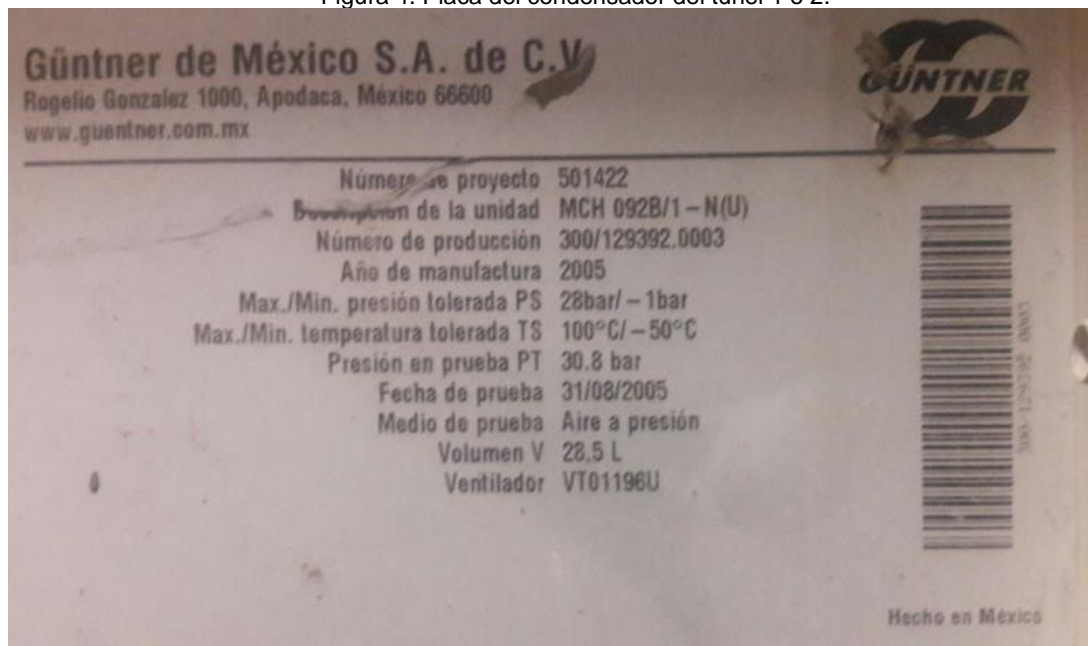 Figura 4. Placa del condensador del túnel 1 o 2.
Güntner de México S.A. de C.V.
Rogelio Gonzalez 1000, Apodaca, México 66600
www.guentner.com.mx
GÜNTNER
Número de proyecto 501422
Descripción de la unidad MCH 092B/1 – N(U)
Número de producción 300/129392.0003
Año de manufactura 2005
Max./Min. presión tolerada PS 28bar/ – 1bar
Max./Min. temperatura tolerada TS 100°C/ – 50°C
Presión en prueba PT 30.8 bar
Fecha de prueba 31/08/2005
Medio de prueba Aire a presión
Volumen V 28,5 L
Ventilador VT01196U
300/129392 0003
Hecho en México